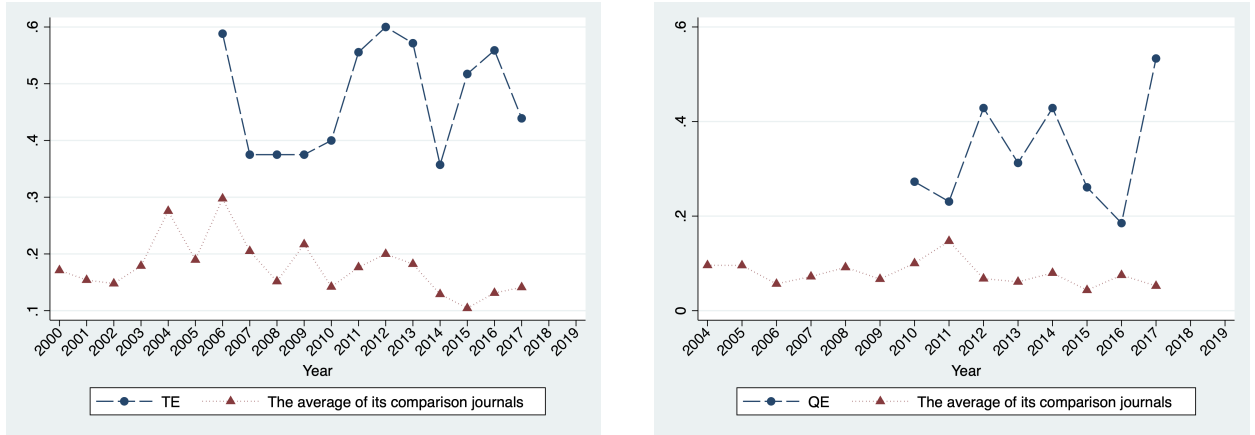 .6
.5
.4
.3
.2
.1
2000 2001 2002 2003 2004 2005 2006 2007 2008 2009 2010 2011 2012 2013 2014 2015 2016 2017 2018 2019
Year
TE The average of its comparison journals
.6
.4
.2
0
2004 2005 2006 2007 2008 2009 2010 2011 2012 2013 2014 2015 2016 2017 2018 2019
Year
QE The average of its comparison journals